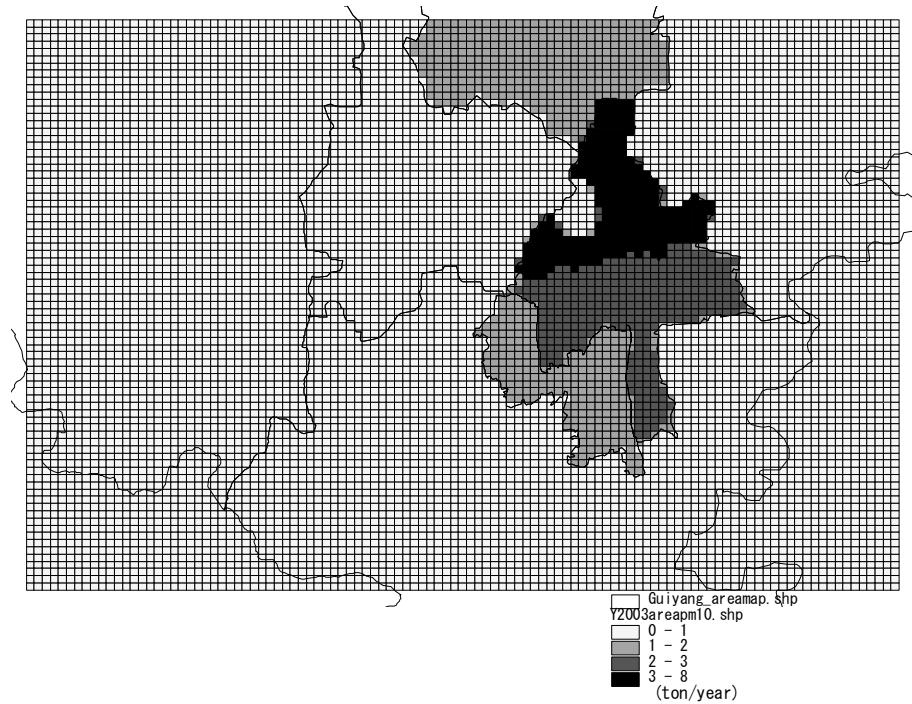 Guiyang_areamap.shp
Y2003areapm10.shp
0 - 1
1 - 2
2 - 3
3 - 8
(ton/year)